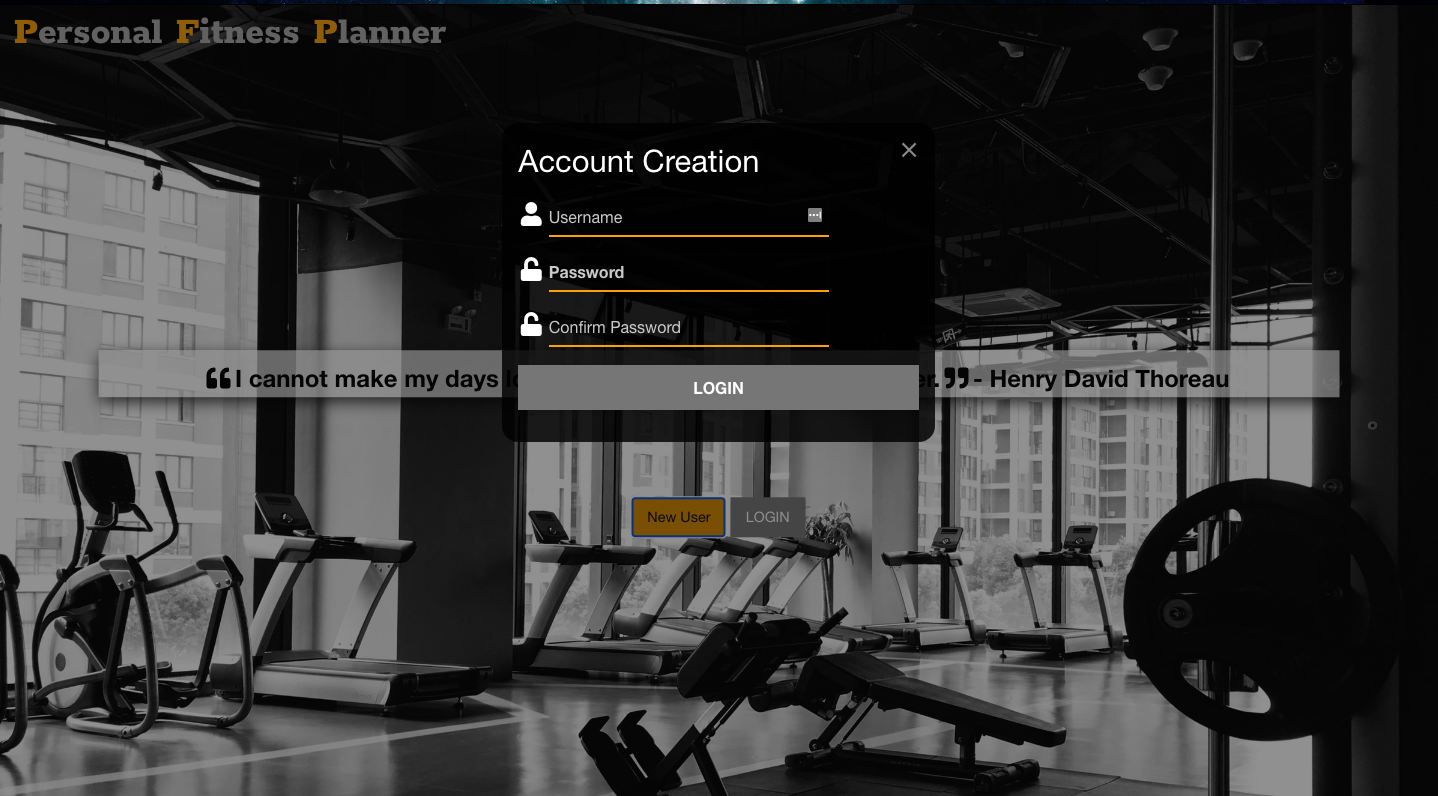 Personal Fitness Planner
Account Creation
Username
Password
Confirm Password
❝I cannot make my days
❞- Henry David Thoreau
LOGIN
New User
LOGIN